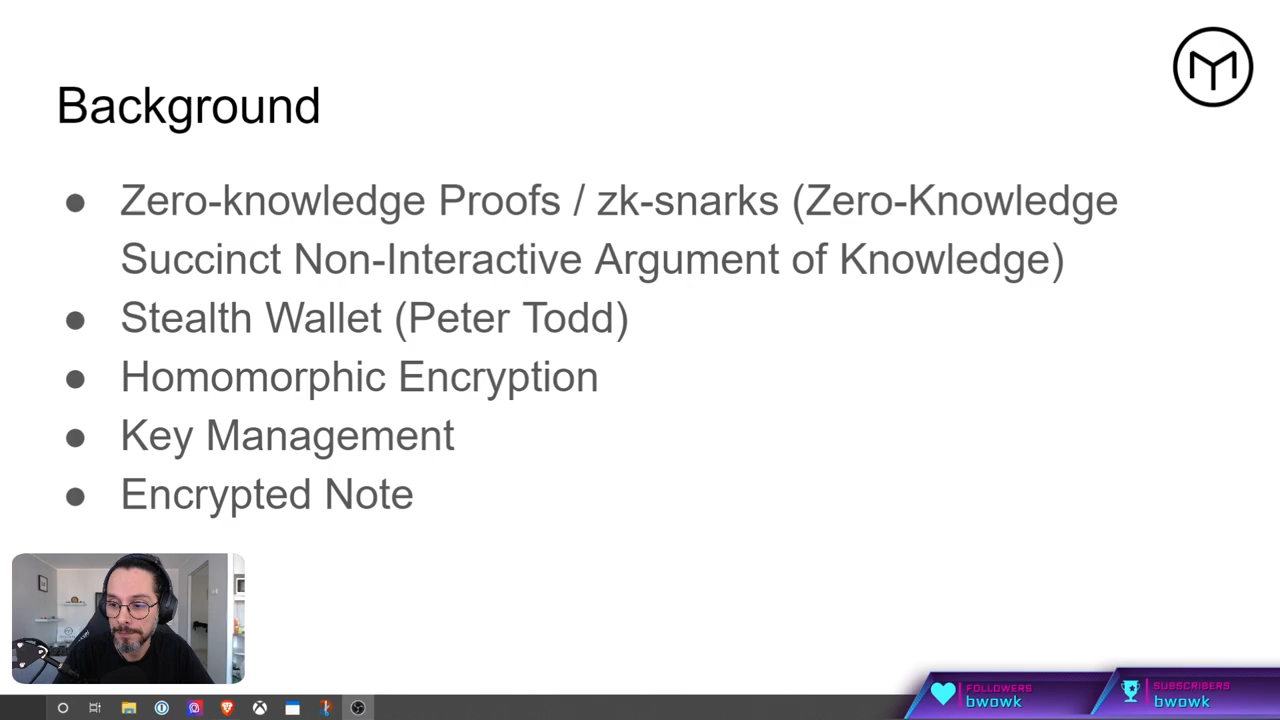 Background
● Zero-knowledge Proofs / zk-snarks (Zero-Knowledge
Succinct Non-Interactive Argument of Knowledge)
● Stealth Wallet (Peter Todd)
● Homomorphic Encryption
● Key Management
● Encrypted Note
FOLLOWERS
bwowk
SUBSCRIBERS
bwowk